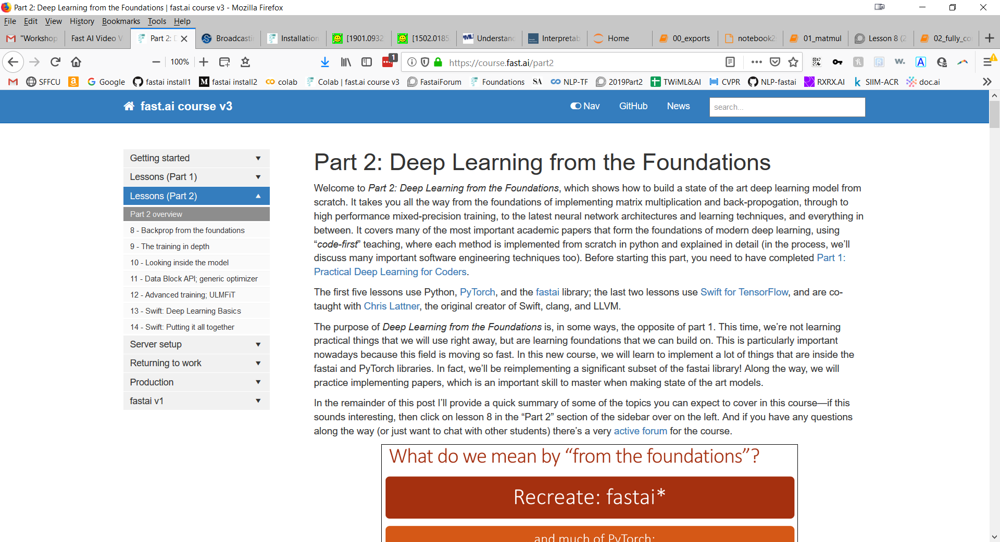 Part 2: Deep Learning from the Foundations | fast.ai course v3 - Mozilla Firefox
File Edit View History Bookmarks Tools Help
"Workshop Fast AI Video V Part 2: D Broadcasti Installation [1901.0932 [1502.0185 Understand Interpretab Home 00_exports notebook2 01_matmul Lesson 8 (2 02_fully_co
100% 1 https://course.fast.ai/part2
SFFCU Google fastai install1 fastai install2 colab Colab | fast.ai course v3 FastaiForum Foundations SA NLP-TF 2019Part2 TWiML&AI CVPR NLP-fastai RXRX.AI SIIM-ACR doc.ai
fast.ai course v3 Nav GitHub News search...
Getting started
Lessons (Part 1)
Lessons (Part 2)
Part 2 overview
8 - Backprop from the foundations
9 - The training in depth
10 - Looking inside the model
11 - Data Block API; generic optimizer
12 - Advanced training; ULMFiT
13 - Swift: Deep Learning Basics
14 - Swift: Putting it all together
Server setup
Returning to work
Production
fastai v1
Part 2: Deep Learning from the Foundations
Welcome to Part 2: Deep Learning from the Foundations, which shows how to build a state of the art deep learning model from
scratch. It takes you all the way from the foundations of implementing matrix multiplication and back-propogation, through to
high performance mixed-precision training, to the latest neural network architectures and learning techniques, and everything in
between. It covers many of the most important academic papers that form the foundations of modern deep learning, using
“code-first” teaching, where each method is implemented from scratch in python and explained in detail (in the process, we’ll
discuss many important software engineering techniques too). Before starting this part, you need to have completed Part 1:
Practical Deep Learning for Coders.
The first five lessons use Python, PyTorch, and the fastai library; the last two lessons use Swift for TensorFlow, and are co-
taught with Chris Lattner, the original creator of Swift, clang, and LLVM.
The purpose of Deep Learning from the Foundations is, in some ways, the opposite of part 1. This time, we’re not learning
practical things that we will use right away, but are learning foundations that we can build on. This is particularly important
nowadays because this field is moving so fast. In this new course, we will learn to implement a lot of things that are inside the
fastai and PyTorch libraries. In fact, we’ll be reimplementing a significant subset of the fastai library! Along the way, we will
practice implementing papers, which is an important skill to master when making state of the art models.
In the remainder of this post I’ll provide a quick summary of some of the topics you can expect to cover in this course—if this
sounds interesting, then click on lesson 8 in the “Part 2” section of the sidebar over on the left. And if you have any questions
along the way (or just want to chat with other students) there’s a very active forum for the course.
What do we mean by “from the foundations”?
Recreate: fastai*
and much of PyTorch: